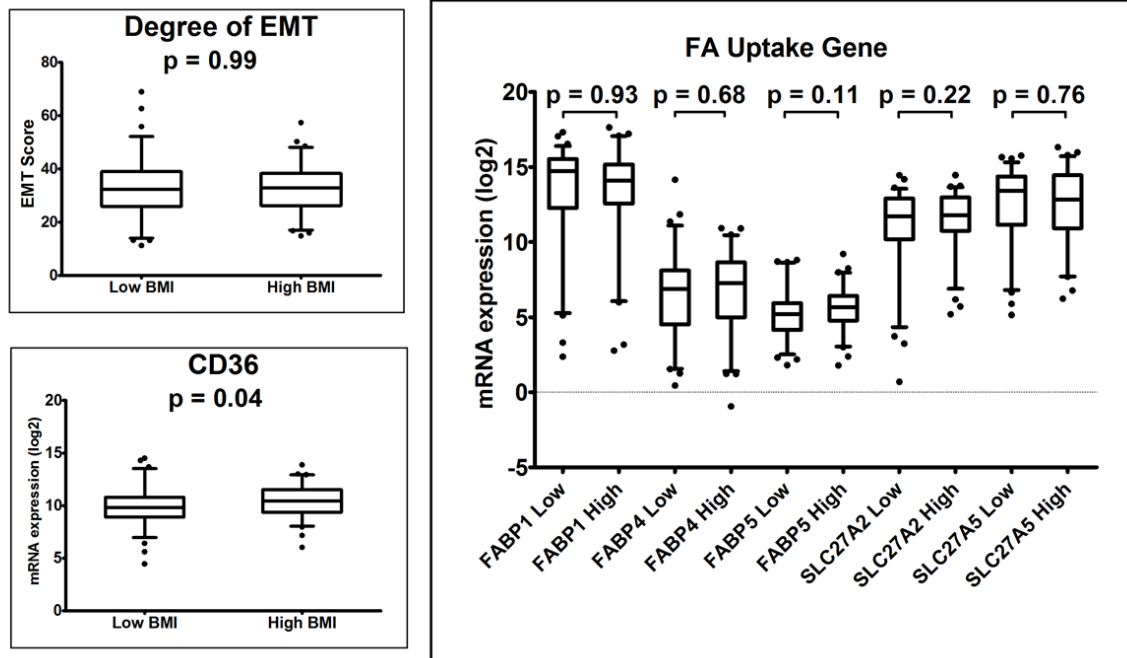 Degree of EMT
p = 0.99
80
60
40
20
0
EMT Score
Low BMI
High BMI
CD36
p = 0.04
20
15
10
5
0
mRNA expression (log2)
Low BMI
High BMI
FA Uptake Gene
p = 0.93 p = 0.68 p = 0.11 p = 0.22 p = 0.76
20
15
10
5
0
-5
mRNA expression (log2)
FABP1 Low
FABP1 High
FABP4 Low
FABP4 High
FABP5 Low
FABP5 High
SLC27A2 Low
SLC27A2 High
SLC27A5 Low
SLC27A5 High